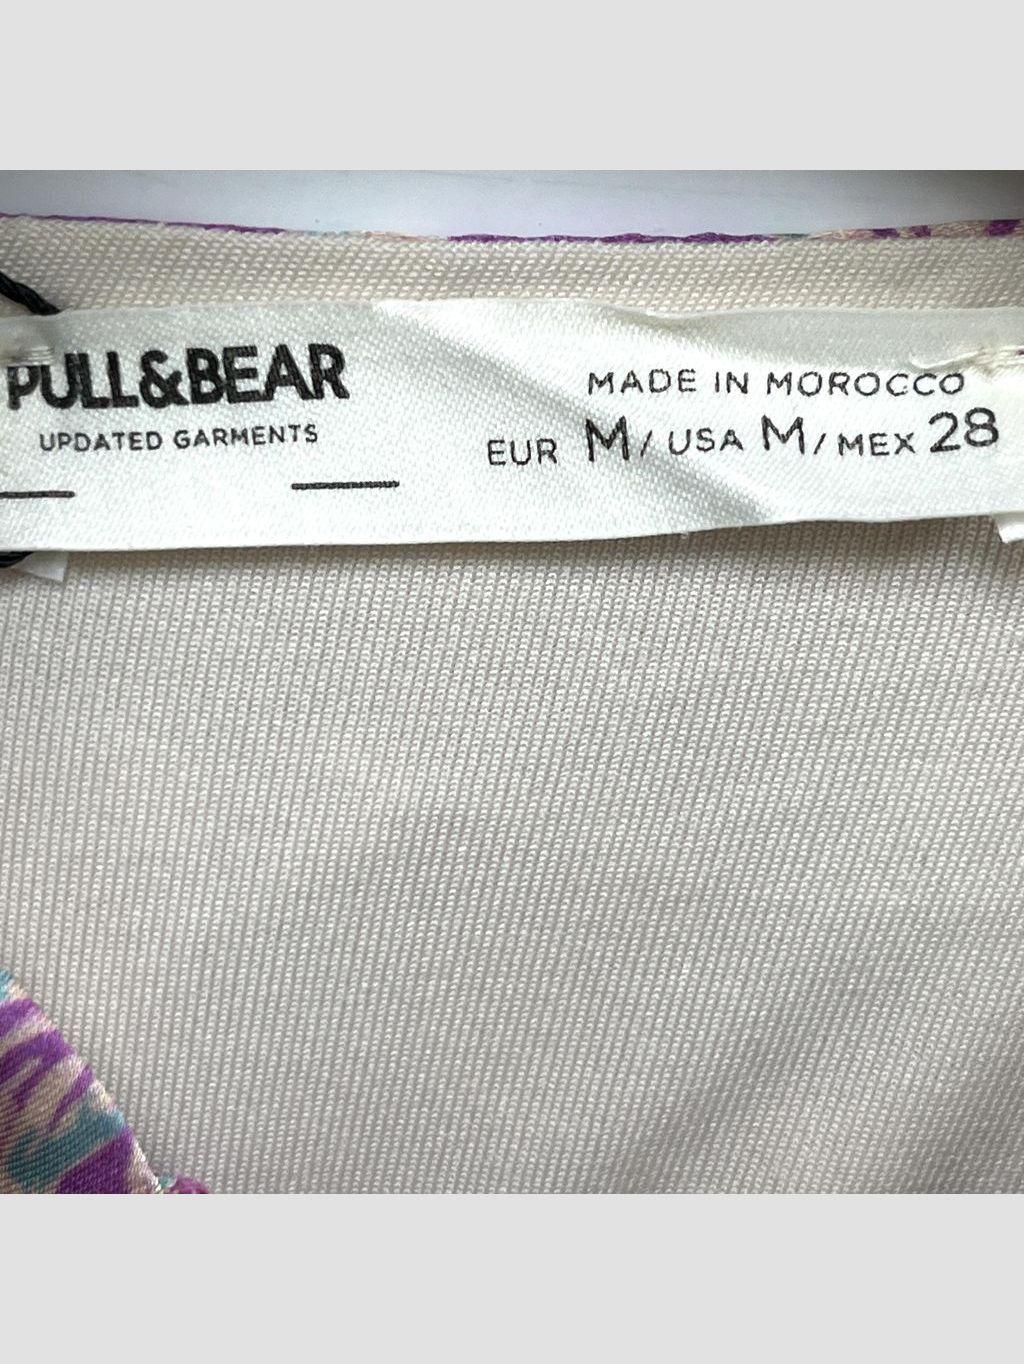 PULL&BEAR
UPDATED GARMENTS
MADE IN MOROCCO
EUR M/ USA M/ MEX 28